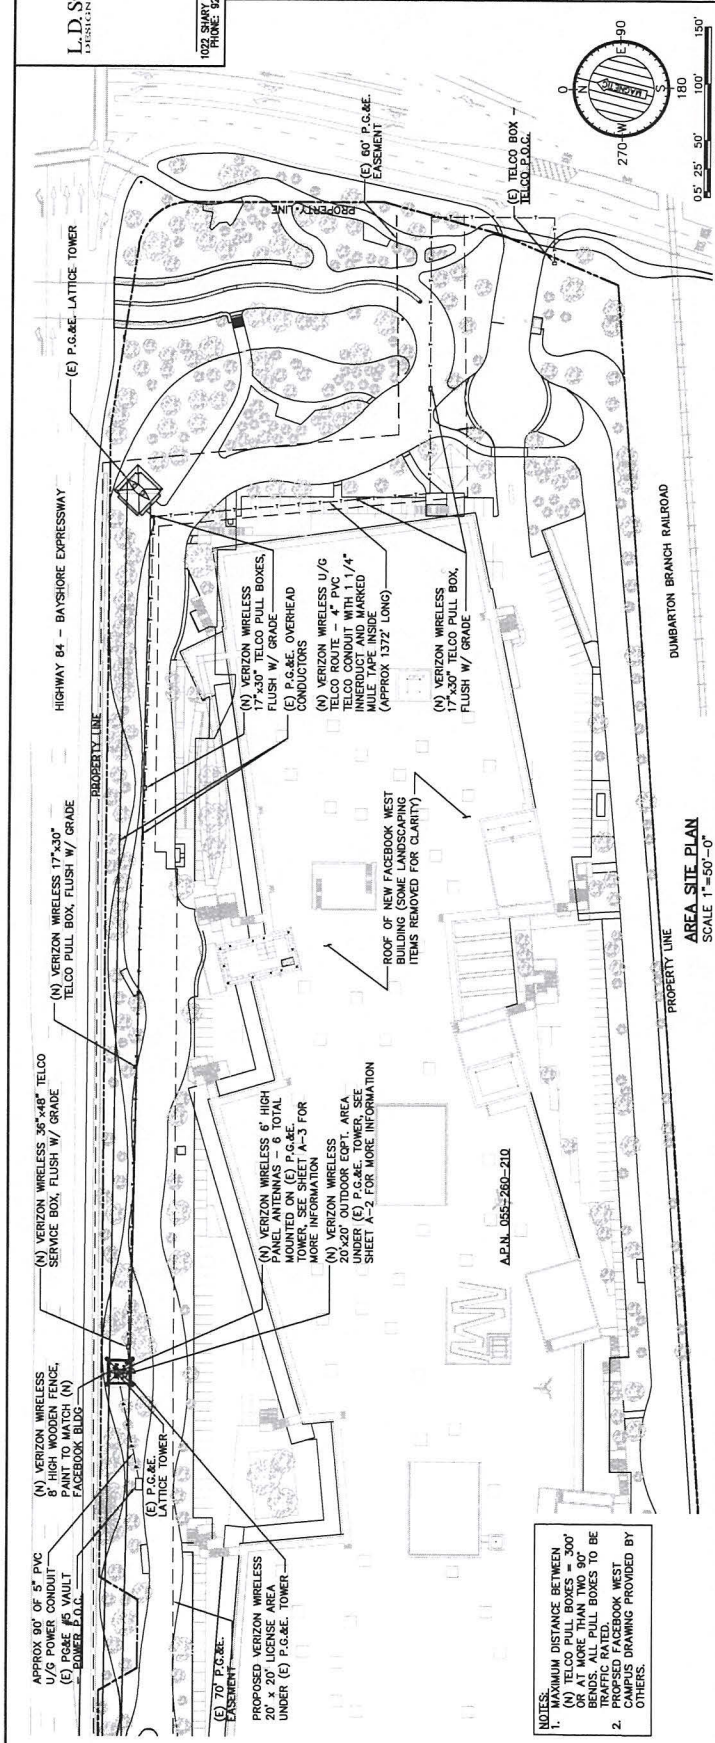 L.D.S
DESIGN
1022 SHARY
PHONE: 92
APPROX 90' OF 5" PVC
U/G POWER CONDUIT
(E) PG&E #5 VAULT
- POWER P.O.C.
(N) VERIZON WIRELESS
8' HIGH WOODEN FENCE,
PAINT TO MATCH (N)
FACEBOOK BLDG
(N) VERIZON WIRELESS 36"x48" TELCO
SERVICE BOX, FLUSH W/ GRADE
(N) VERIZON WIRELESS 17"x30"
TELCO PULL BOX, FLUSH W/ GRADE
HIGHWAY 84 - BAYSHORE EXPRESSWAY
(E) P.G.&E. LATTICE TOWER
PROPERTY LINE
PROPERTY LINE
(E) 60' P.G.&E.
EASEMENT
(E) TELCO BOX -
TELCO P.O.C.
(E) P.G.&E.
LATTICE TOWER
(E) 70' P.G.&E.
EASEMENT
PROPOSED VERIZON WIRELESS
20' x 20' LICENSE AREA
UNDER (E) P.G.&E. TOWER
(N) VERIZON WIRELESS 6' HIGH
PANEL ANTENNAS - 6 TOTAL
MOUNTED ON (E) P.G.&E.
TOWER, SEE SHEET A-3 FOR
MORE INFORMATION
(N) VERIZON WIRELESS
20'x20' OUTDOOR EQPT. AREA
UNDER (E) P.G.&E. TOWER, SEE
SHEET A-2 FOR MORE INFORMATION
(N) VERIZON WIRELESS
17"x30" TELCO PULL BOXES,
FLUSH W/ GRADE
(E) P.G.&E. OVERHEAD
CONDUCTORS
(N) VERIZON WIRELESS U/G
TELCO ROUTE - 4" PVC
TELCO CONDUIT WITH 1 1/4"
INNERDUCT AND MARKED
MULE TAPE INSIDE
(APPROX 1372' LONG)
(N) VERIZON WIRELESS
17"x30" TELCO PULL BOX,
FLUSH W/ GRADE
ROOF OF NEW FACEBOOK WEST
BUILDING (SOME LANDSCAPING
ITEMS REMOVED FOR CLARITY)
A.P.N. 055-260-210
DUMBARTON BRANCH RAILROAD
PROPERTY LINE
NOTES:
1. MAXIMUM DISTANCE BETWEEN
(N) TELCO PULL BOXES = 300'
OR AT MORE THAN TWO 90°
BENDS. ALL PULL BOXES TO BE
TRAFFIC RATED.
2. PROPSED FACEBOOK WEST
CAMPUS DRAWING PROVIDED BY
OTHERS.
AREA SITE PLAN
SCALE 1"=50'-0"
0
N
E 90
S
180
270 W
MAGNETIC
0 5' 25' 50' 100' 150'